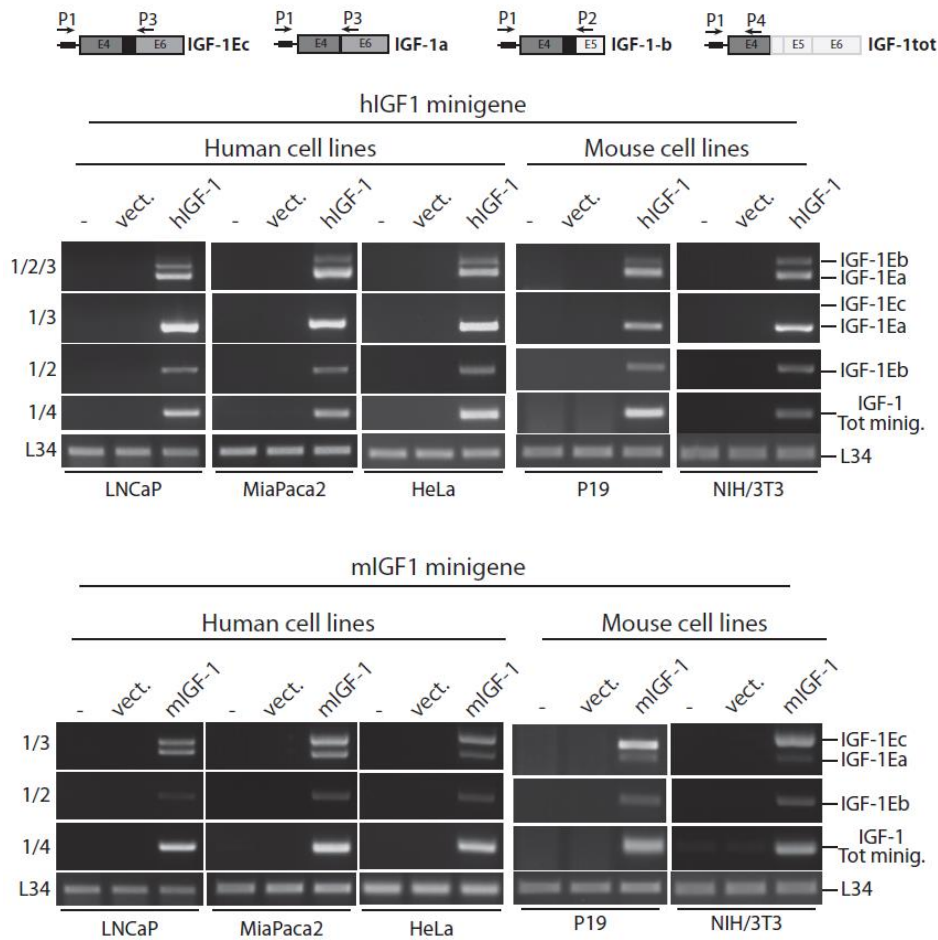 P1 P3 P1 P3 P1 P2 P1 P4
E4 E6 IGF-1Ec E4 E6 IGF-1a E4 E5 IGF-1-b E4 E5 E6 IGF-1tot
hIGF1 minigene
Human cell lines Mouse cell lines
- vect. hIGF-1 - vect. hIGF-1 - vect. hIGF-1 - vect. hIGF-1 - vect. hIGF-1
1/2/3 IGF-1Eb
IGF-1Ea
IGF-1Ec
1/3 IGF-1Ea
1/2 IGF-1Eb
1/4 IGF-1
Tot minig.
L34 L34
LNCaP MiaPaca2 HeLa P19 NIH/3T3
mIGF1 minigene
Human cell lines Mouse cell lines
- vect. mIGF-1 - vect. mIGF-1 - vect. mIGF-1 - vect. mIGF-1 - vect. mIGF-1
1/3 IGF-1Ec
IGF-1Ea
1/2 IGF-1Eb
1/4 IGF-1
Tot minig.
L34 L34
LNCaP MiaPaca2 HeLa P19 NIH/3T3